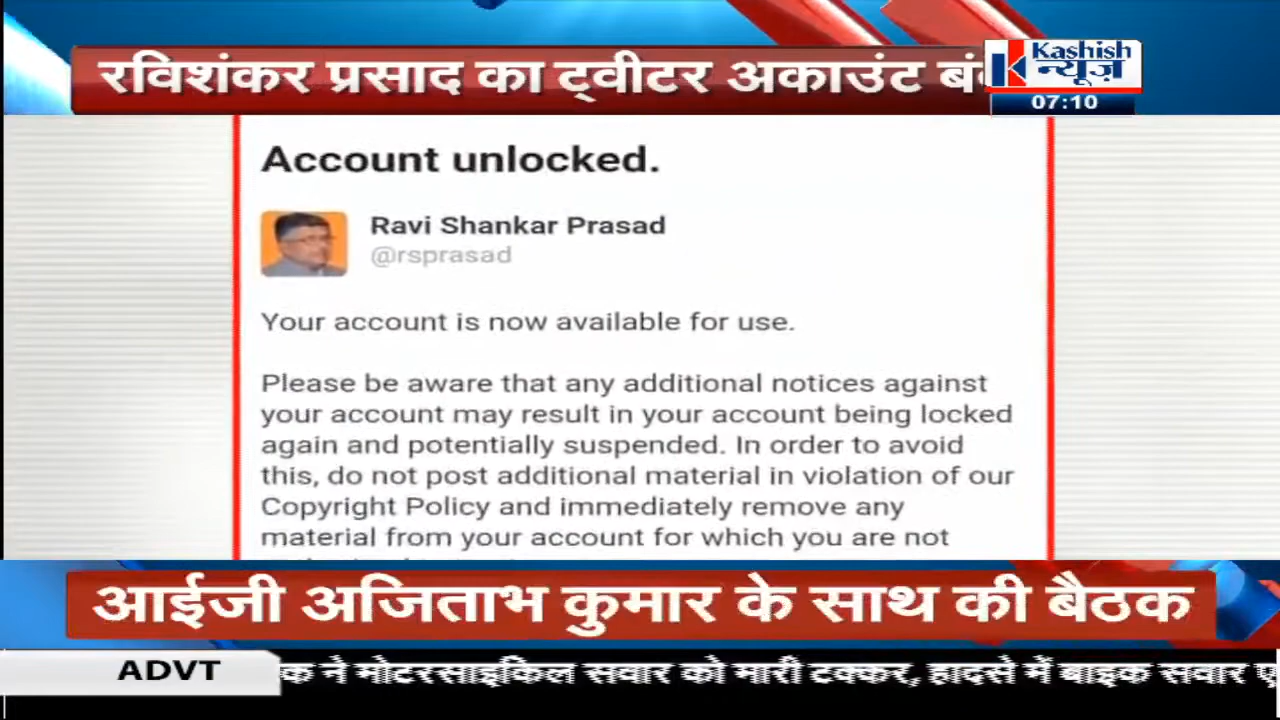 रविशंकर प्रसाद का ट्वीटर अकाउंट
Kashish
न्यूज़
07:10
Account unlocked.
Ravi Shankar Prasad
@rsprasad
Your account is now available for use.
Please be aware that any additional notices against
your account may result in your account being locked
again and potentially suspended. In order to avoid
this, do not post additional material in violation of our
Copyright Policy and immediately remove any
material from your account for which you are not
आईजी अजिताभ कुमार के साथ की बैठक
ADVT
ने मोटरसाइकिल सवार को मारी टक्कर, हादसे में बाइक सवार